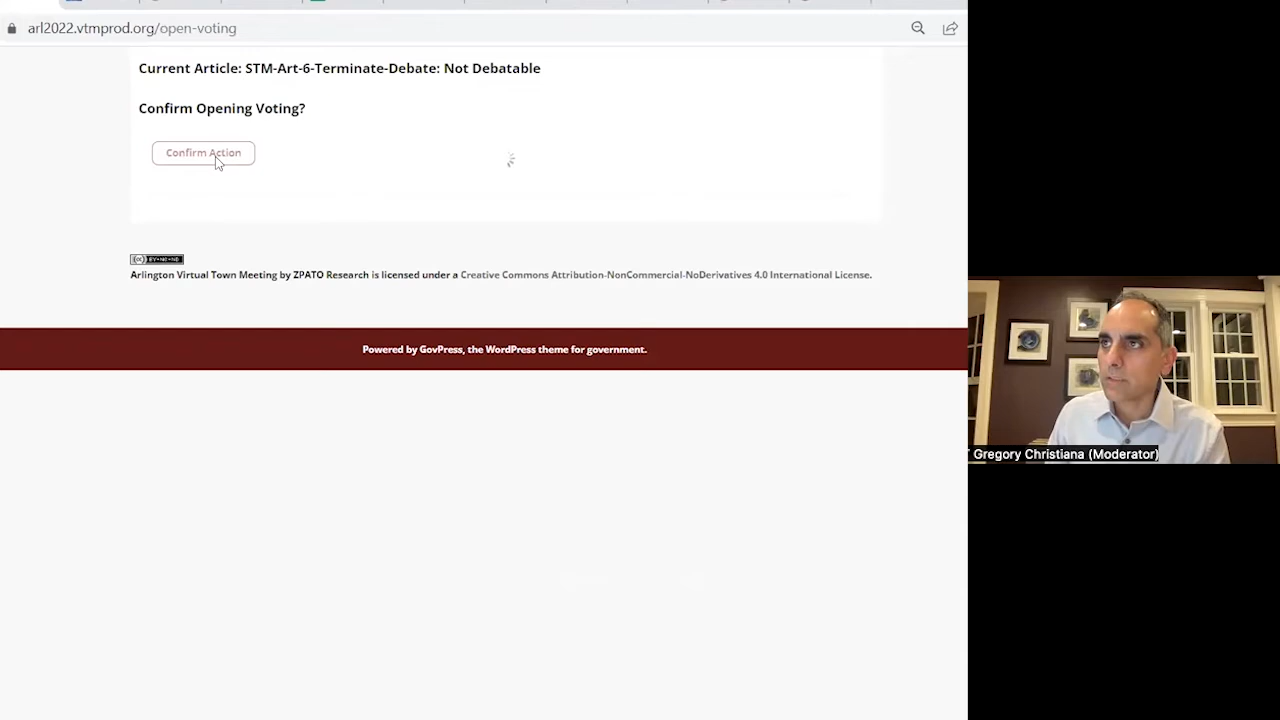 arl2022.vtmprod.org/open-voting
Current Article: STM-Art-6-Terminate-Debate: Not Debatable
Confirm Opening Voting?
Confirm Action
Arlington Virtual Town Meeting by ZPATO Research is licensed under a Creative Commons Attribution-NonCommercial-NoDerivatives 4.0 International License.
Powered by GovPress, the WordPress theme for government.
Gregory Christiana (Moderator)